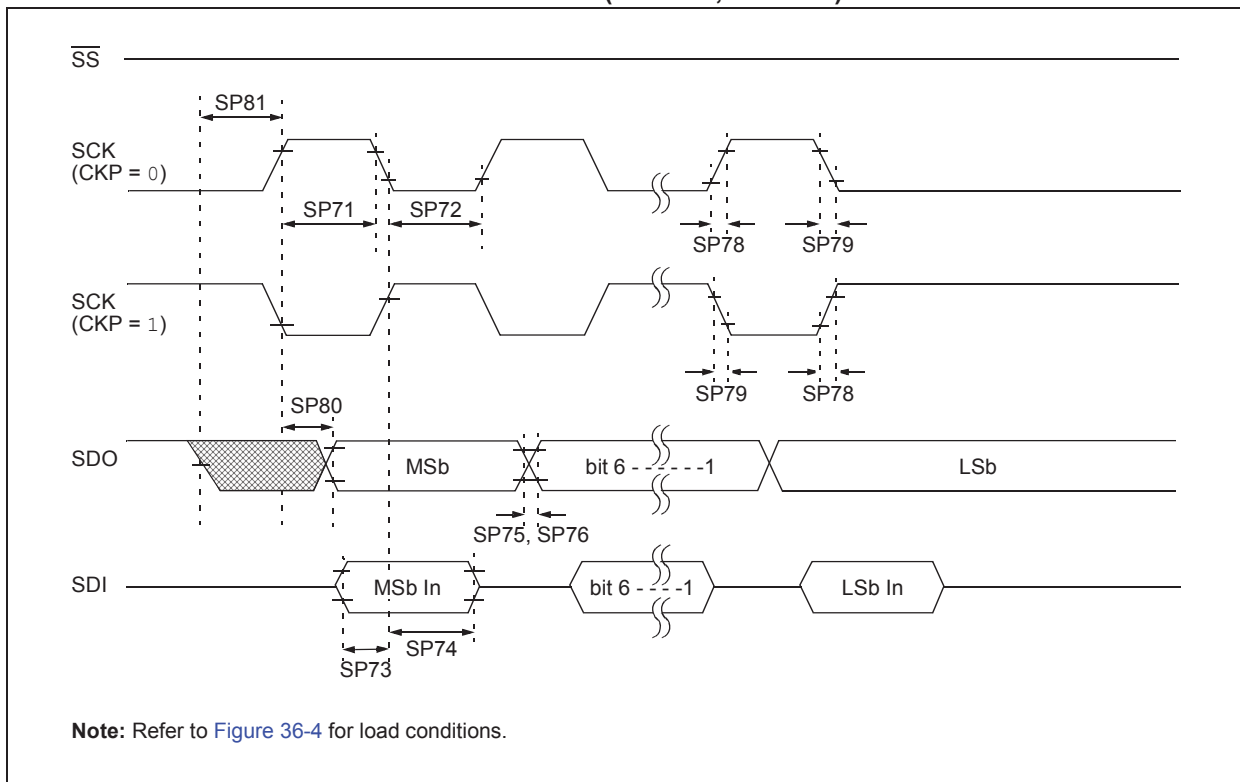 SS
SP81
SCK
(CKP = 0)
SP71
SP72
SP78
SP79
SCK
(CKP = 1)
SP79
SP78
SP80
SDO
MSb
bit 6 - - - - - - -1
LSb
SP75, SP76
SDI
MSb In
bit 6 - - - - -1
LSb In
SP74
SP73
Note: Refer to Figure 36-4 for load conditions.